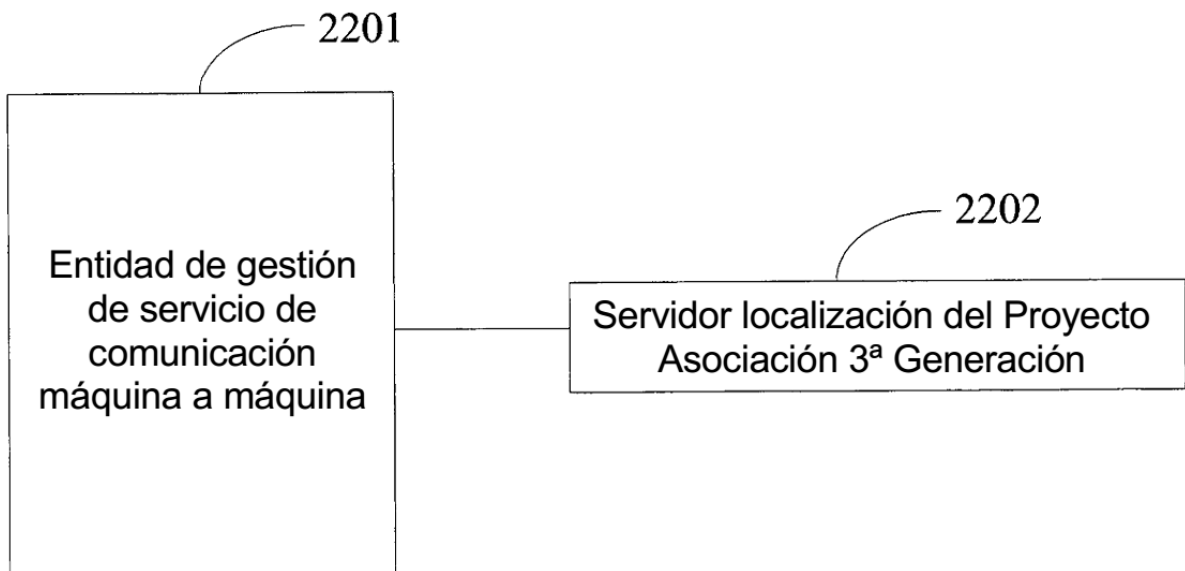 2201
Entidad de gestión
de servicio de
comunicación
máquina a máquina
2202
Servidor localización del Proyecto
Asociación 3ª Generación